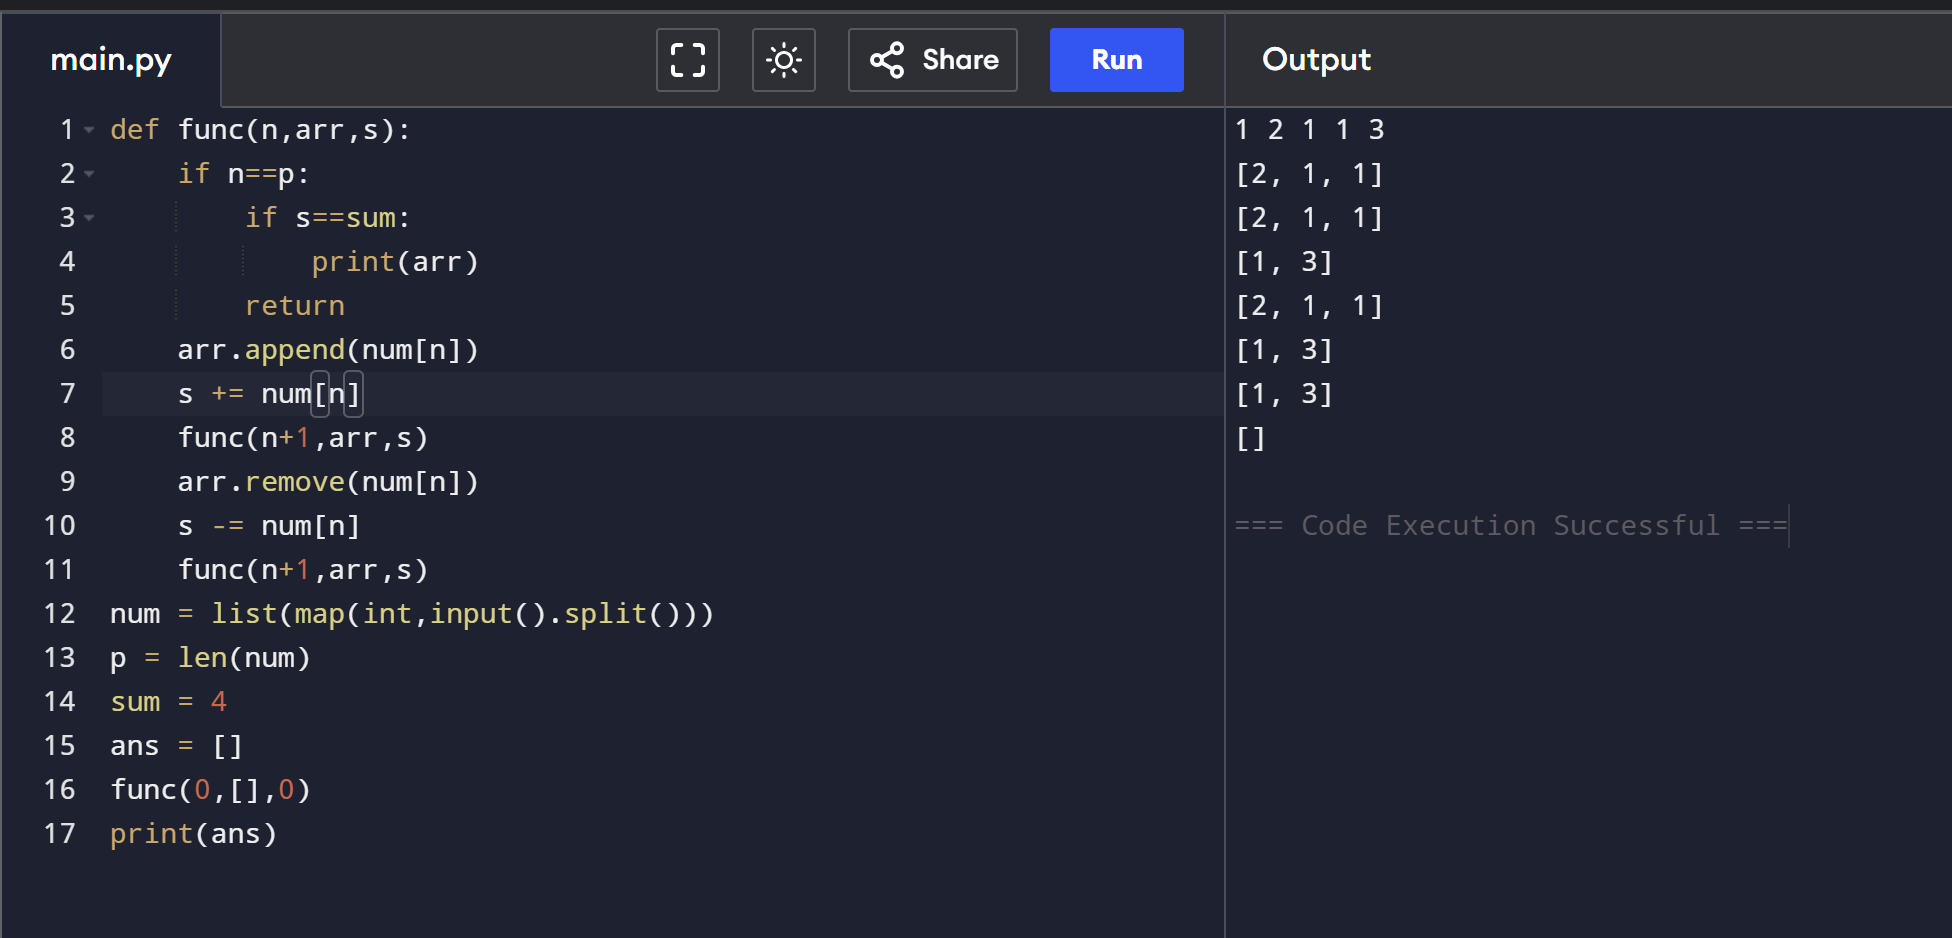 main.py
Share
Run
Output
1 def func(n,arr,s):
2     if n==p:
3         if s==sum:
4             print(arr)
5         return
6     arr.append(num[n])
7     s += num[n]
8     func(n+1,arr,s)
9     arr.remove(num[n])
10     s -= num[n]
11     func(n+1,arr,s)
12 num = list(map(int,input().split()))
13 p = len(num)
14 sum = 4
15 ans = []
16 func(0,[],0)
17 print(ans)
1 2 1 1 3
[2, 1, 1]
[2, 1, 1]
[1, 3]
[2, 1, 1]
[1, 3]
[1, 3]
[]
=== Code Execution Successful ===